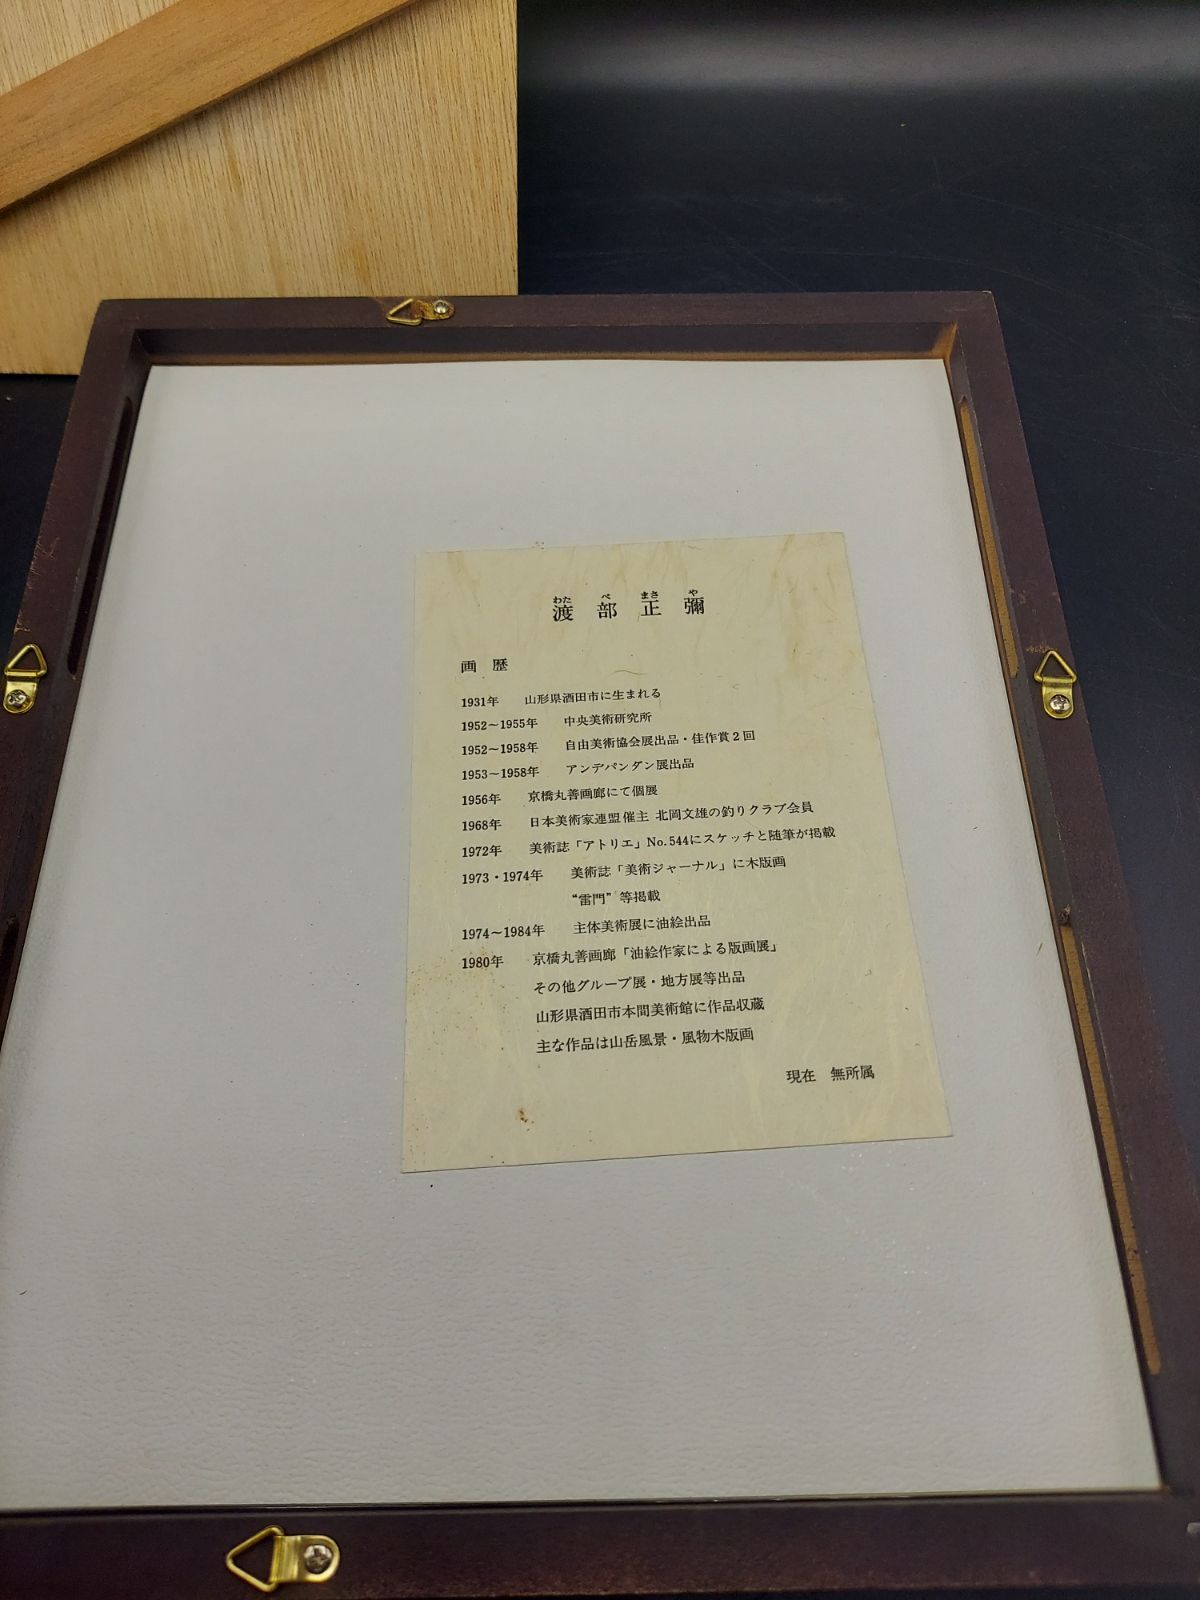 わた べ まさ や
渡部正彌
画歴
1931年 山形県酒田市に生まれる
1952〜1955年 中央美術研究所
1952〜1958年 自由美術協会展出品・佳作賞2回
1953〜1958年 アンデパンダン展出品
1956年 京橋丸善画廊にて個展
1968年 日本美術家連盟催主 北岡文雄の釣りクラブ会員
1972年 美術誌「アトリエ」No.544にスケッチと随筆が掲載
1973・1974年 美術誌「美術ジャーナル」に木版画
“雷門”等掲載
1974〜1984年 主体美術展に油絵出品
1980年 京橋丸善画廊「油絵作家による版画展」
その他グループ展・地方展等出品
山形県酒田市本間美術館に作品収蔵
主な作品は山岳風景・風物木版画
現在 無所属